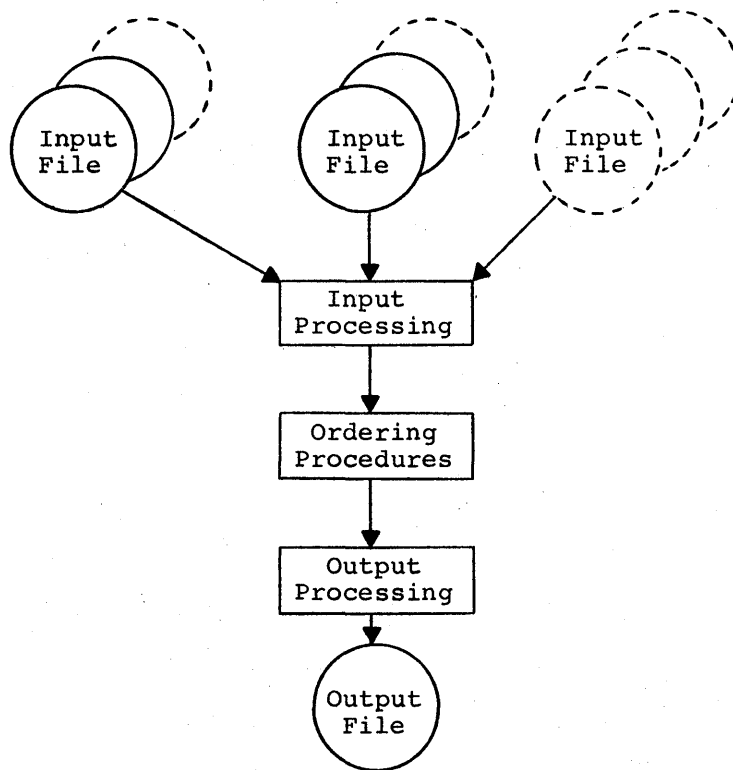 Input
File
Input
File
Input
File
Input
Processing
Ordering
Procedures
Output
Processing
Output
File